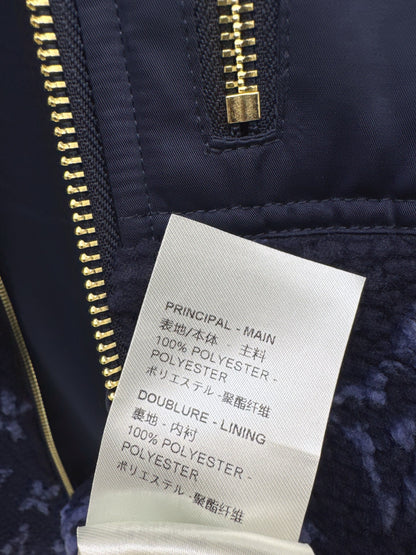 PRINCIPAL - MAIN
表地/本体 - 主料
100% POLYESTER -
POLYESTER
ポリエステル -聚酯纤维
DOUBLURE - LINING
裏地 - 内衬
100% POLYESTER -
POLYESTER
ポリエステル -聚酯纤维